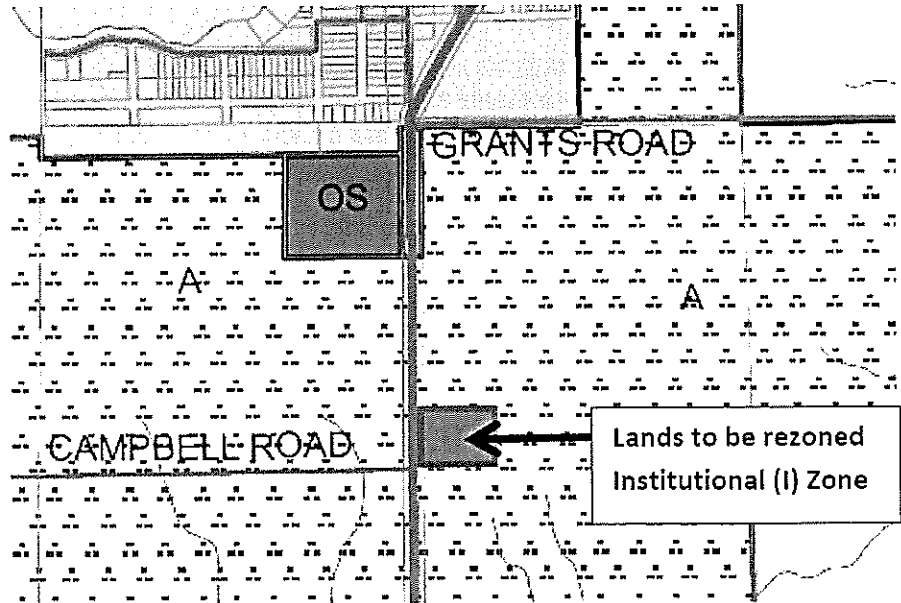 GRANTS ROAD
OS
A
A
CAMPBELL ROAD
Lands to be rezoned
Institutional (I) Zone